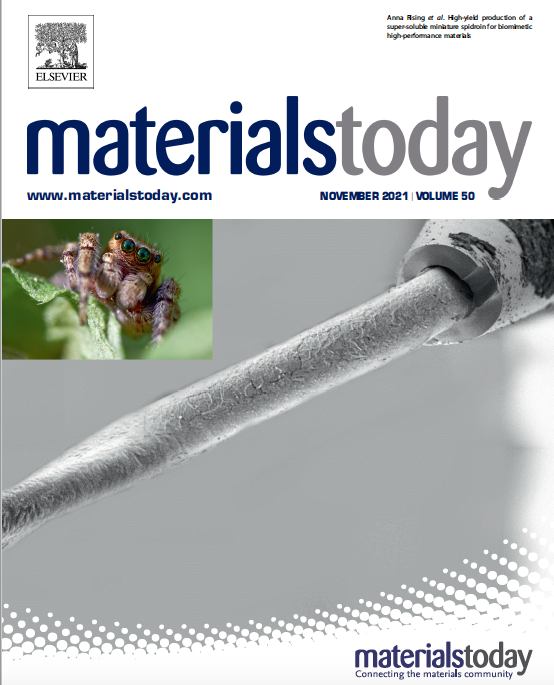 Anna Rising et al. High-yield production of a
super-soluble miniature spidroin for biomimetic
high-performance materials
ELSEVIER
materialstoday
www.materialstoday.com
NOVEMBER 2021 | VOLUME 50
materialstoday
Connecting the materials community